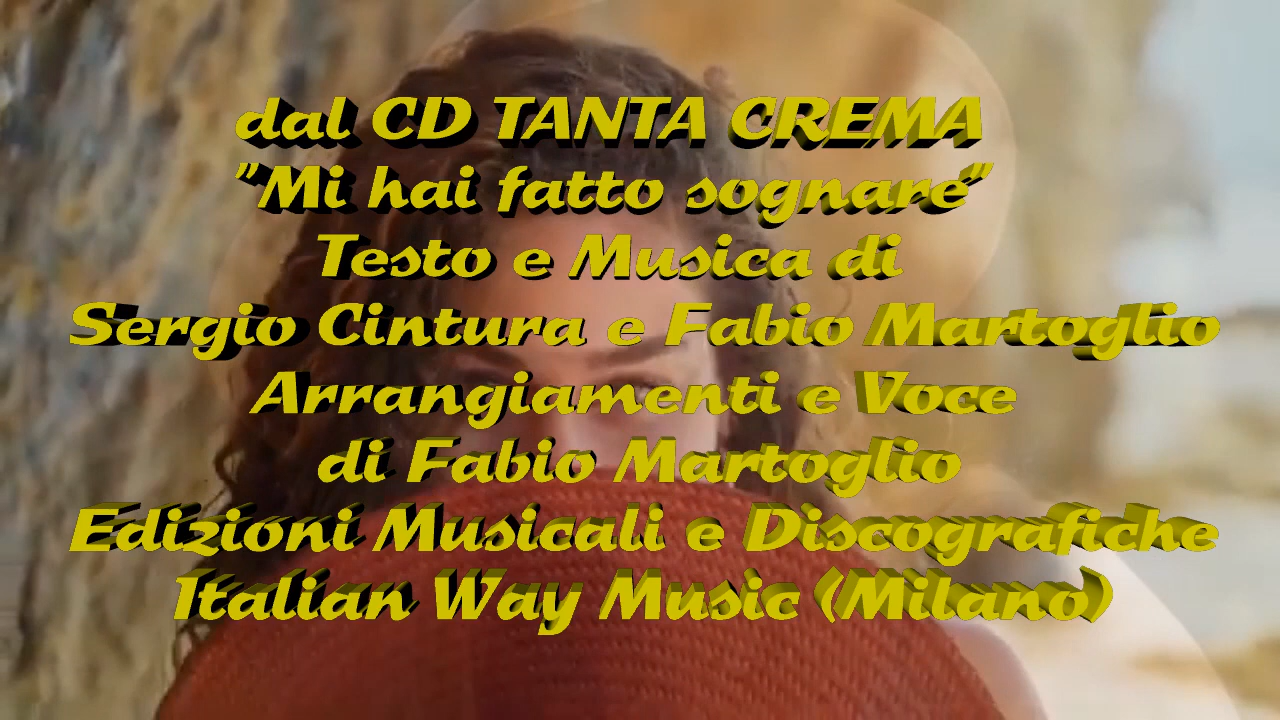 dal CD TANTA CREMA
"Mi hai fatto sognare"
Testo e Musica di
Sergio Cintura e Fabio Martoglio
Arrangiamenti e Voce
di Fabio Martoglio
Edizioni Musicali e Discografiche
Italian Way Music (Milano)